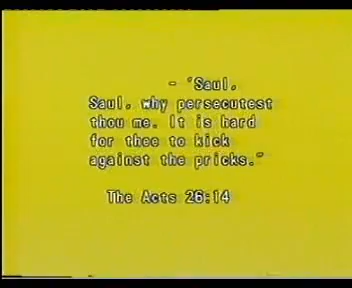 - "Saul,
Saul, why persecutest
thou me. It is hard
for thee to kick
against the pricks."
The Acts 26:14